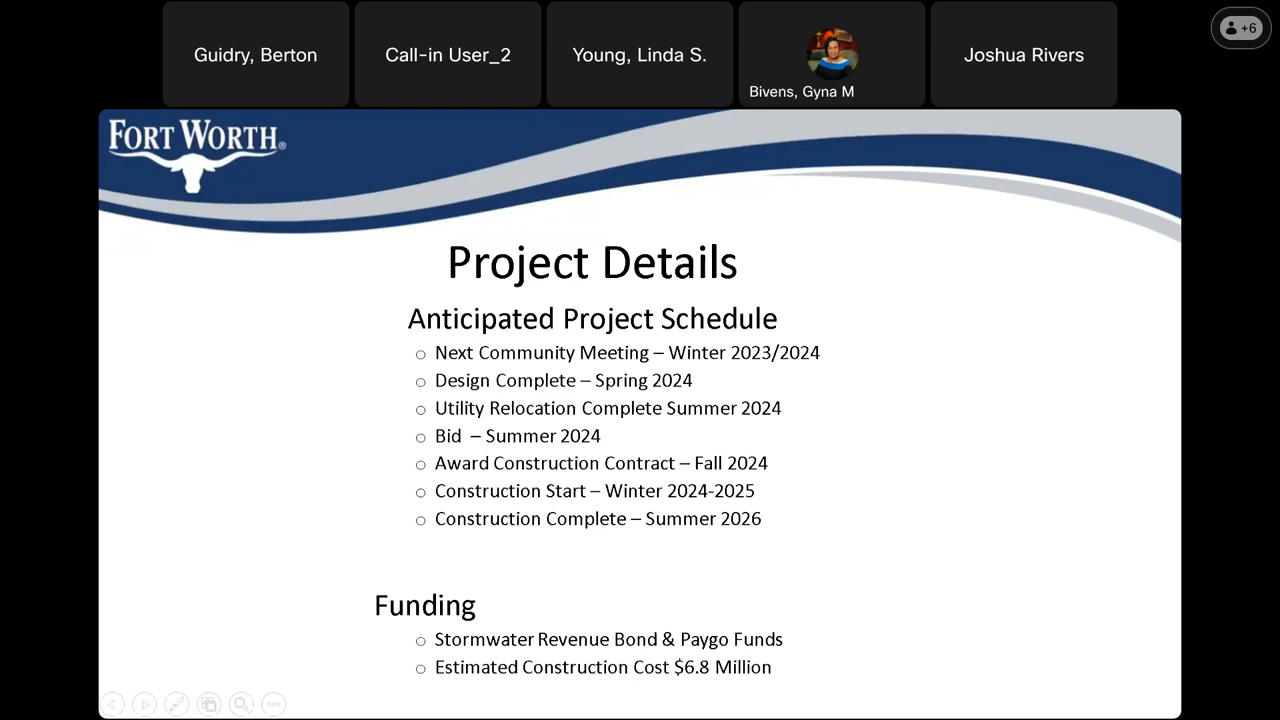 Guidry, Berton
Call-in User_2
Young, Linda S.
Bivens, Gyna M
Joshua Rivers
+6
FORT WORTH®
Project Details
Anticipated Project Schedule
Next Community Meeting – Winter 2023/2024
Design Complete – Spring 2024
Utility Relocation Complete Summer 2024
Bid – Summer 2024
Award Construction Contract – Fall 2024
Construction Start – Winter 2024-2025
Construction Complete – Summer 2026
Funding
Stormwater Revenue Bond & Paygo Funds
Estimated Construction Cost $6.8 Million